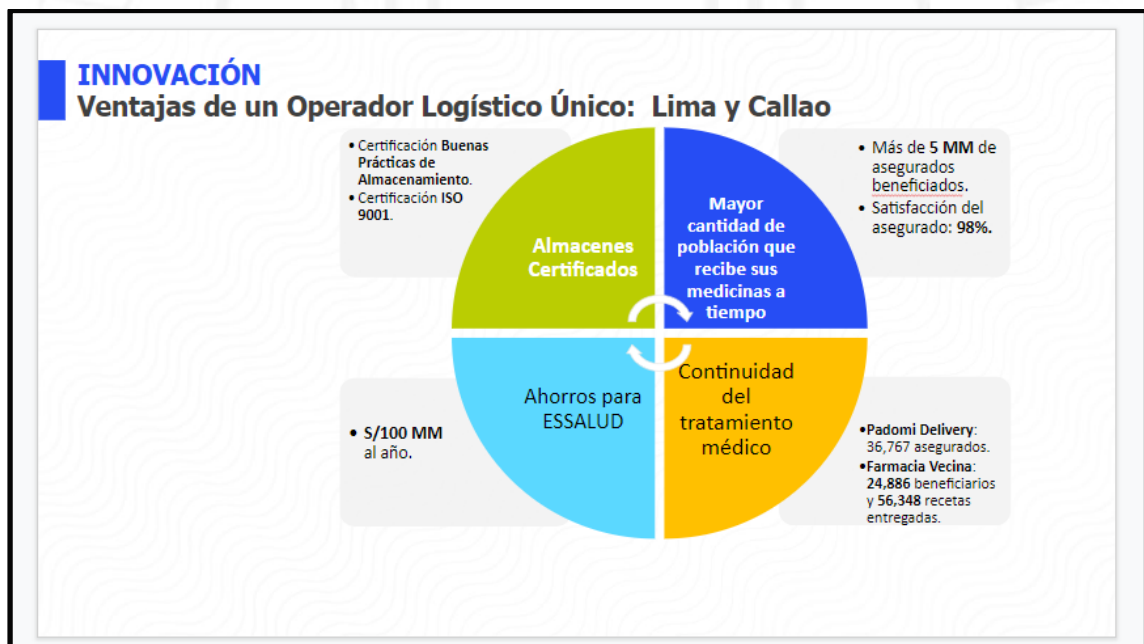 INNOVACIÓN
Ventajas de un Operador Logístico Único: Lima y Callao
• Certificación Buenas
Prácticas de
Almacenamiento.
• Certificación ISO
9001.
Almacenes
Certificados
Mayor
cantidad de
población que
recibe sus
medicinas a
tiempo
• Más de 5 MM de
asegurados
beneficiados.
• Satisfacción del
asegurado: 98%.
• S/100 MM
al año.
Ahorros para
ESSALUD
Continuidad
del
tratamiento
médico
•Padomi Delivery:
36,767 asegurados.
•Farmacia Vecina:
24,886 beneficiarios
y 56,348 recetas
entregadas.